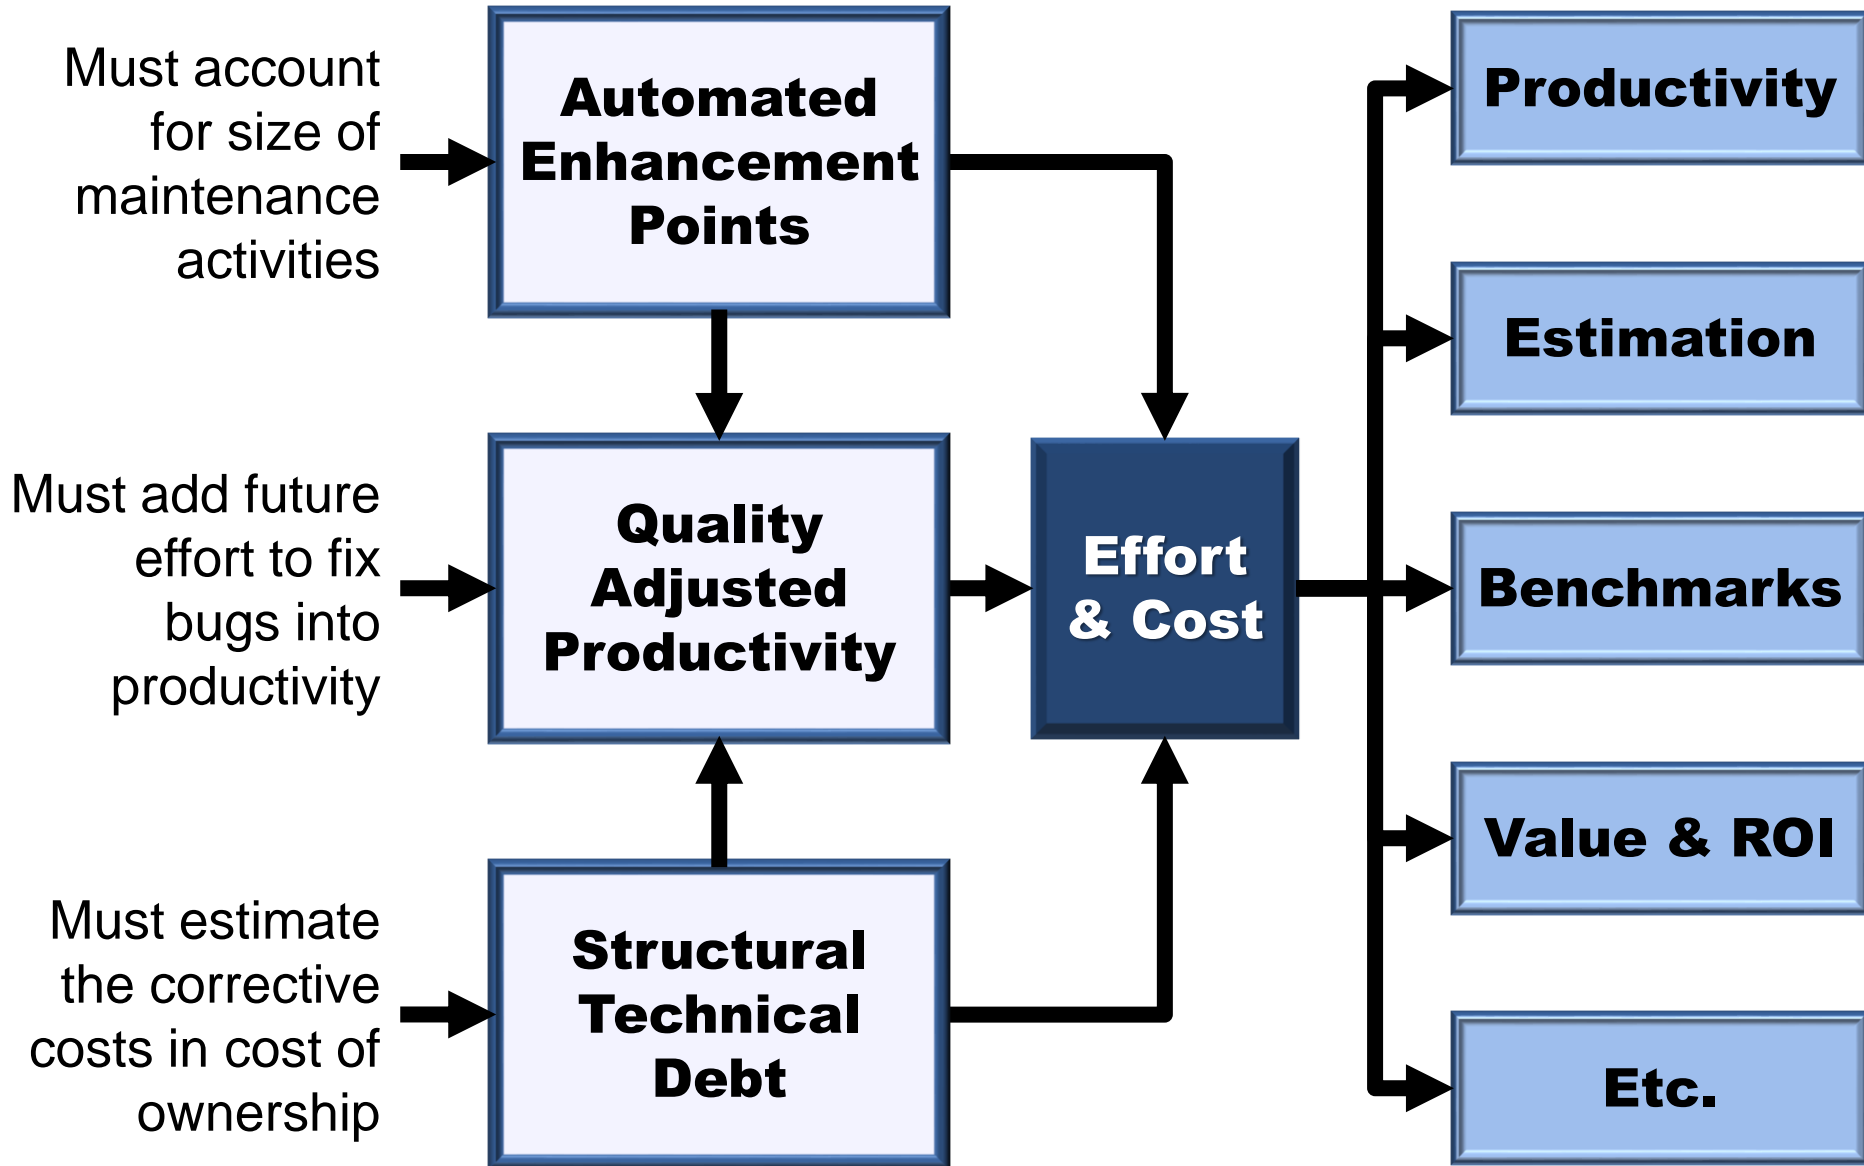 Must account
for size of
maintenance
activities
Automated
Enhancement
Points
Must add future
effort to fix
bugs into
productivity
Quality
Adjusted
Productivity
Must estimate
the corrective
costs in cost of
ownership
Structural
Technical
Debt
Effort
& Cost
Productivity
Estimation
Benchmarks
Value & ROI
Etc.